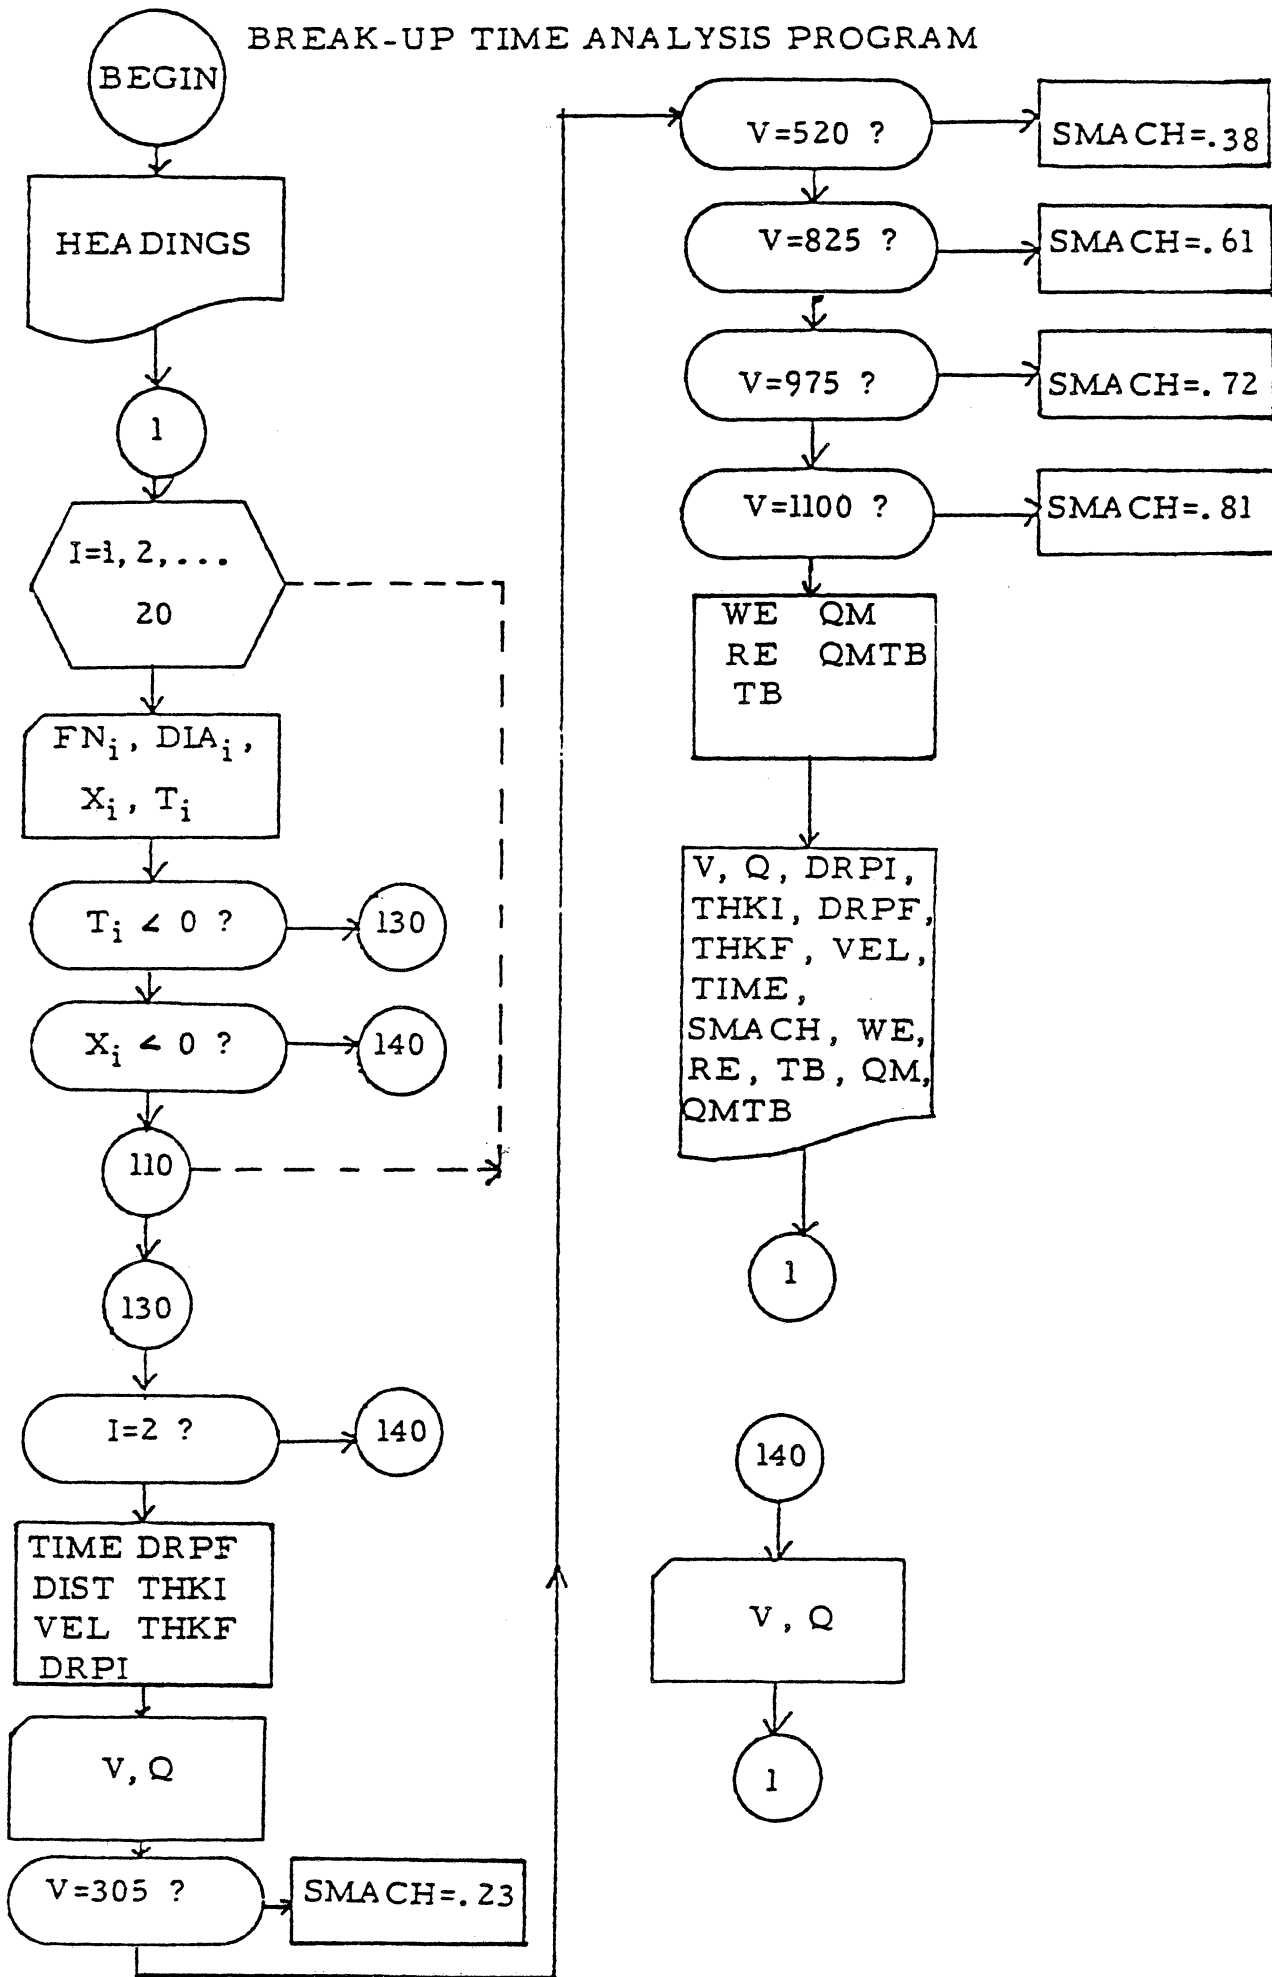 BREAK-UP TIME ANALYSIS PROGRAM
BEGIN
HEADINGS
1
I=1, 2, ...
20
FNi, DIAi,
Xi, Ti
Ti < 0 ?
130
Xi < 0 ?
140
110
130
I=2 ?
140
TIME DRPF
DIST THKI
VEL THKF
DRPI
V, Q
V=305 ?
SMACH=.23
V=520 ?
SMACH=.38
V=825 ?
SMACH=.61
V=975 ?
SMACH=.72
V=1100 ?
SMACH=.81
WE QM
RE QMTB
TB
V, Q, DRPI,
THKI, DRPF,
THKF, VEL,
TIME,
SMACH, WE,
RE, TB, QM,
QMTB
1
140
V, Q
1